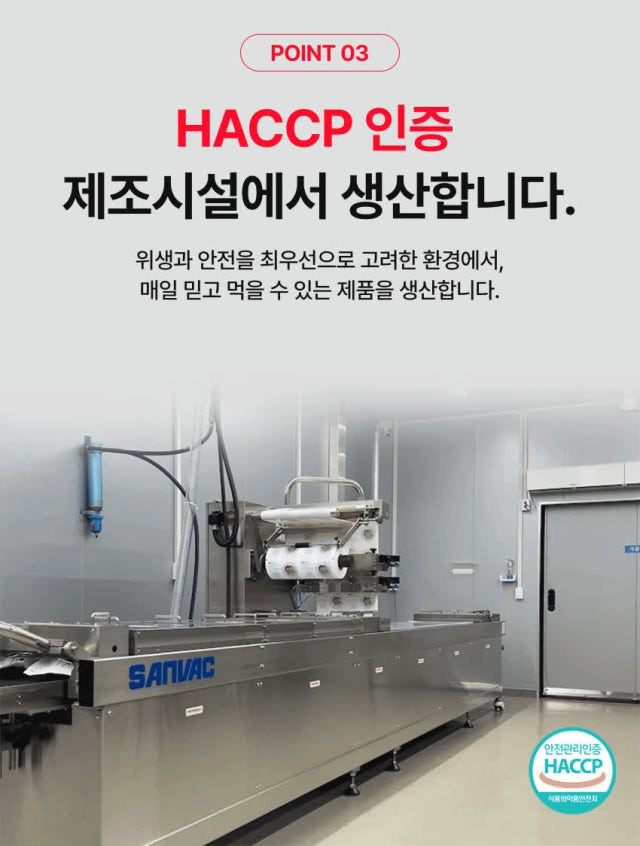 POINT 03
HACCP 인증
제조시설에서 생산합니다.
위생과 안전을 최우선으로 고려한 환경에서,
매일 믿고 먹을 수 있는 제품을 생산합니다.
SANVAC
안전관리인증
HACCP
식품의약품안전처